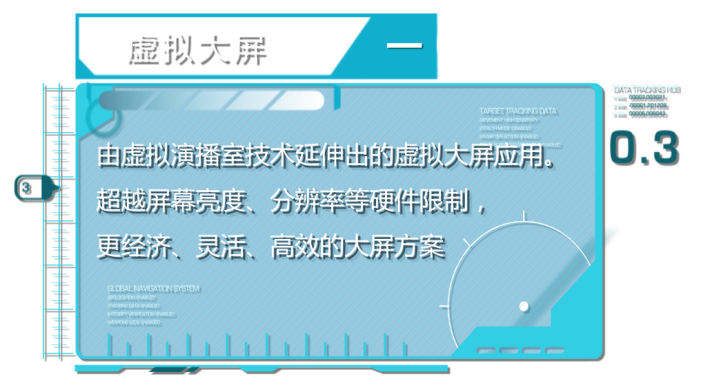 虚拟大屏
DATA TRACKING HUB
TARGET TRACKING DATA
0.3
由虚拟演播室技术延伸出的虚拟大屏应用。
超越屏幕亮度、分辨率等硬件限制，
3
更经济、灵活、高效的大屏方案
GLOBAL NAVIGATION SYSTEM